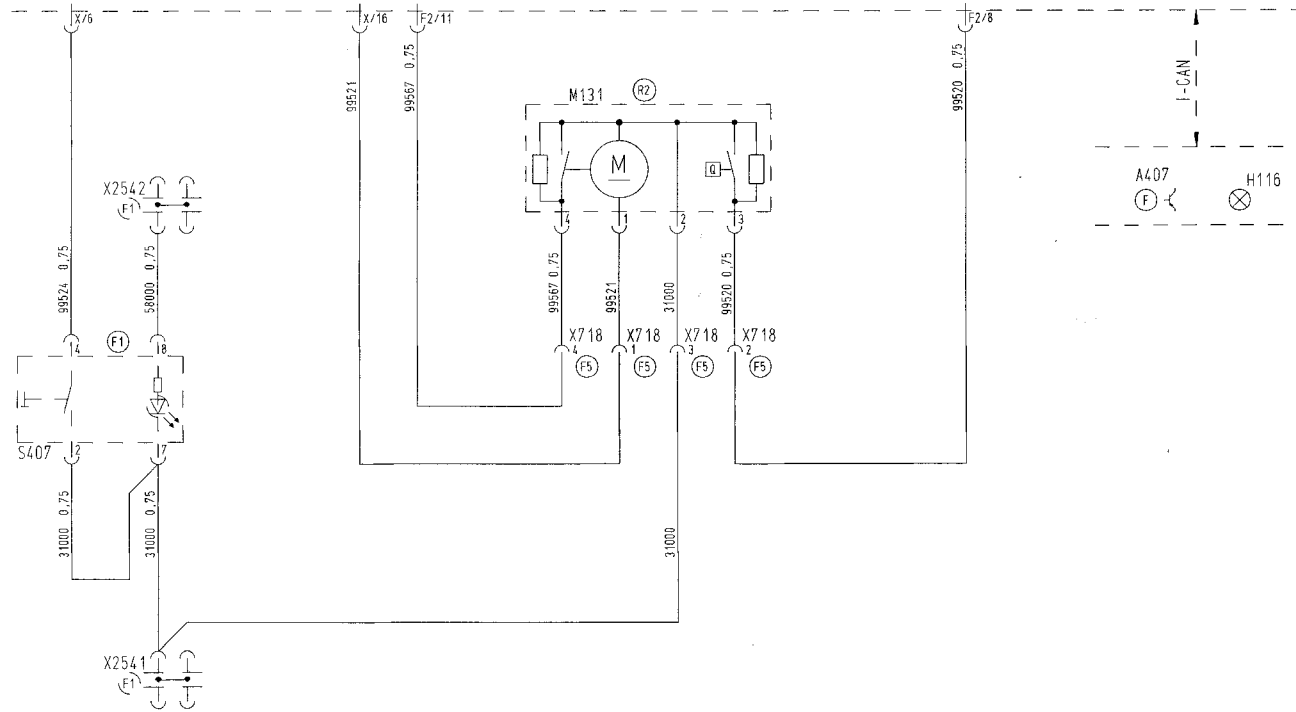 X/6
X/16
F2/11
F2/8
99521
99567 0,75
99520 0,75
I-CAN
M131
R2
M
Q
A407
F
H116
X2542
F1
4
1
2
3
99524 0,75
58000 0,75
99567 0,75
99521
31000
99520 0,75
4
F1
8
X718
4
F5
X718
1
F5
X718
3
F5
X718
2
F5
S407
2
7
31000 0,75
31000 0,75
31000
X2541
F1